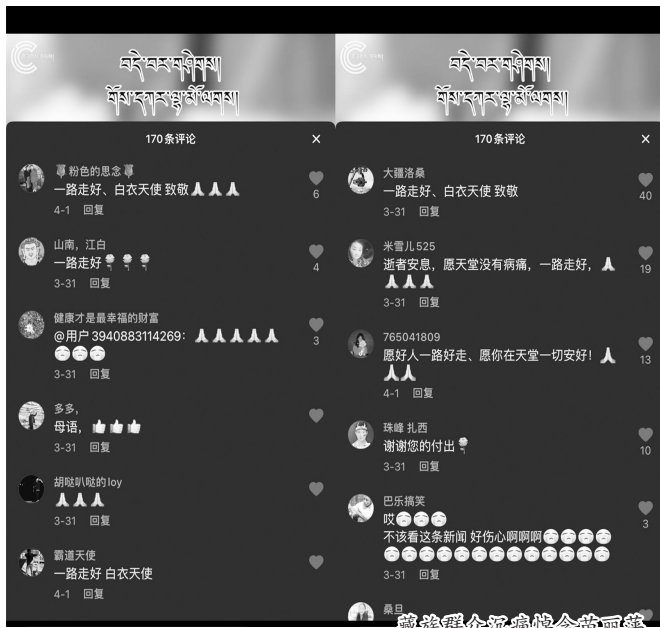 བདེ་བར་གཤེགས།
གོས་དཀར་ལྷ་མོ་ལགས།
170条评论 ×
粉色的思念
一路走好、白衣天使 致敬🙏🙏🙏
6
4-1 回复
山南，江白
一路走好🌹🌹🌹
4
3-31 回复
健康才是最幸福的财富
@用户3940883114269：🙏🙏🙏🙏🙏
3
3-31 回复
多多，
母语，👍👍👍
3-31 回复
胡哒叭哒的loy
🙏🙏🙏
3-31 回复
霸道天使
一路走好 白衣天使
4-1 回复
བདེ་བར་གཤེགས།
གོས་དཀར་ལྷ་མོ་ལགས།
170条评论 ×
大疆洛桑
一路走好、白衣天使 致敬
40
3-31 回复
米雪儿525
逝者安息，愿天堂没有病痛，一路走好，🙏
🙏🙏🙏
19
3-31 回复
765041809
愿好人一路好走、愿你在天堂一切安好！🙏
🙏🙏
13
4-1 回复
珠峰 扎西
谢谢您的付出🌹
10
3-31 回复
巴乐搞笑
哎
不该看这条新闻 好伤心啊啊啊
3
3-31 回复
桑旦
藏族群众沉痛悼念苗丽